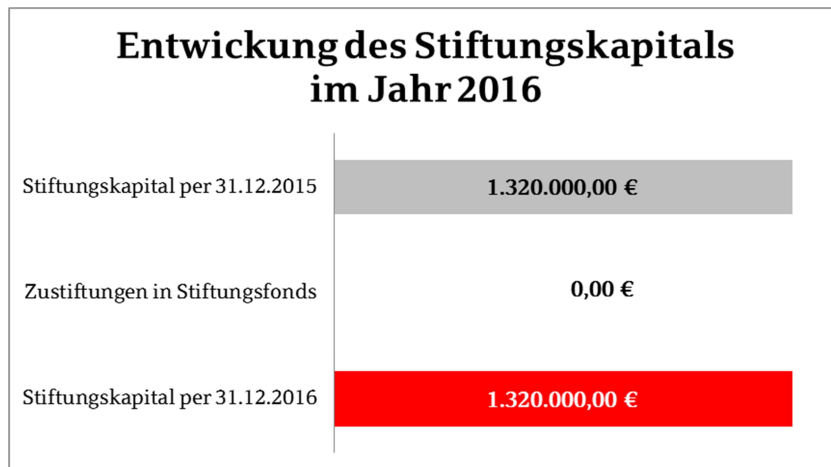 Entwickung des Stiftungskapitals
im Jahr 2016
Stiftungskapital per 31.12.2015
1.320.000,00 €
Zustiftungen in Stiftungsfonds
0,00 €
Stiftungskapital per 31.12.2016
1.320.000,00 €